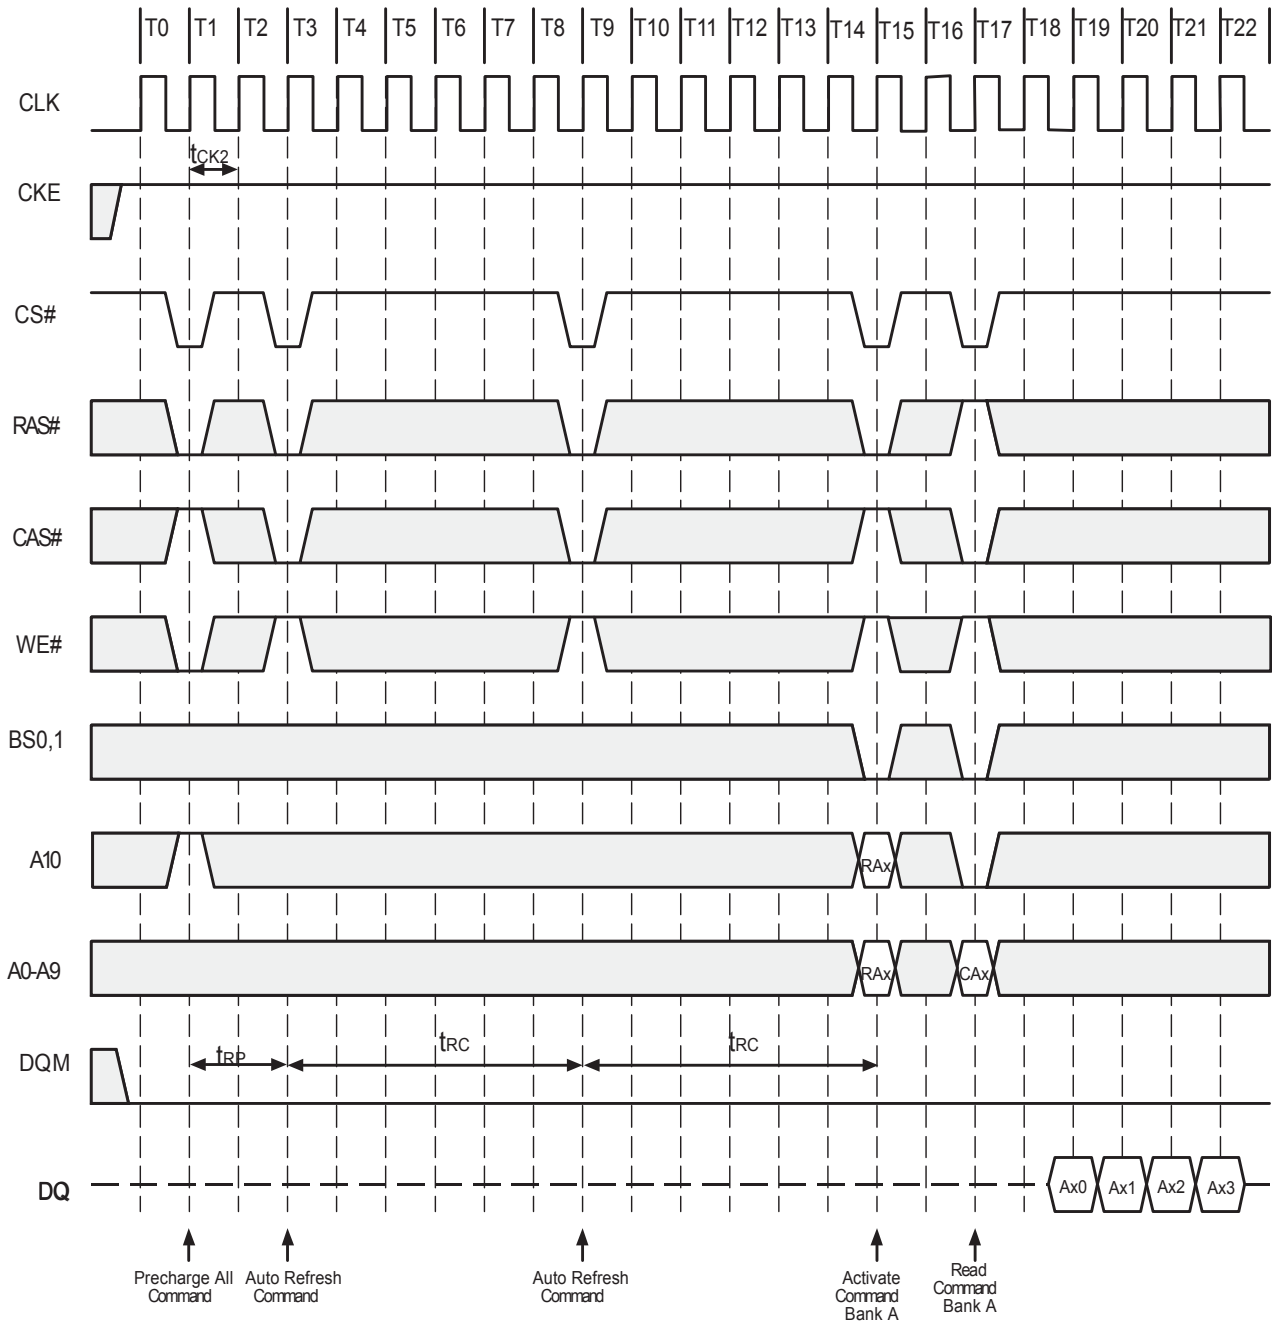 T0 T1 T2 T3 T4 T5 T6 T7 T8 T9 T10 T11 T12 T13 T14 T15 T16 T17 T18 T19 T20 T21 T22
CLK
tCK2
CKE
CS#
RAS#
CAS#
WE#
BS0,1
A10
RAx
A0-A9
RAx CAx
DQM
tRP tRC tRC
DQ
Ax0 Ax1 Ax2 Ax3
Precharge All
Command
Auto Refresh
Command
Auto Refresh
Command
Activate
Command
Bank A
Read
Command
Bank A